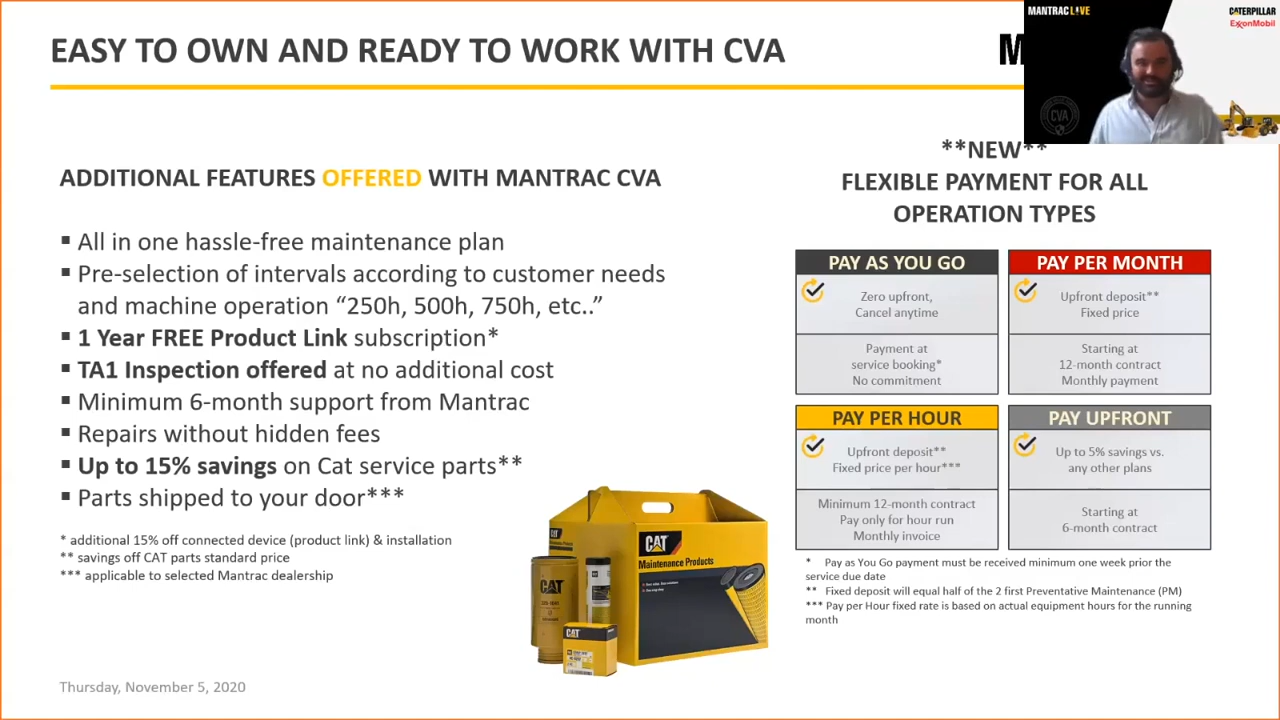 EASY TO OWN AND READY TO WORK WITH CVA
M
MANTRAC LIVE
CATERPILLAR
ExxonMobil
CVA
ADDITIONAL FEATURES OFFERED WITH MANTRAC CVA
▪ All in one hassle-free maintenance plan
▪ Pre-selection of intervals according to customer needs
and machine operation “250h, 500h, 750h, etc..”
▪ 1 Year FREE Product Link subscription*
▪ TA1 Inspection offered at no additional cost
▪ Minimum 6-month support from Mantrac
▪ Repairs without hidden fees
▪ Up to 15% savings on Cat service parts**
▪ Parts shipped to your door***
* additional 15% off connected device (product link) & installation
** savings off CAT parts standard price
*** applicable to selected Mantrac dealership
CAT
CAT
Maintenance Products
CAT
CAT
**NEW**
FLEXIBLE PAYMENT FOR ALL
OPERATION TYPES
PAY AS YOU GO
Zero upfront,
Cancel anytime
Payment at
service booking*
No commitment
PAY PER MONTH
Upfront deposit**
Fixed price
Starting at
12-month contract
Monthly payment
PAY PER HOUR
Upfront deposit**
Fixed price per hour***
Minimum 12-month contract
Pay only for hour run
Monthly invoice
PAY UPFRONT
Up to 5% savings vs.
any other plans
Starting at
6-month contract
* Pay as You Go payment must be received minimum one week prior the
service due date
** Fixed deposit will equal half of the 2 first Preventative Maintenance (PM)
*** Pay per Hour fixed rate is based on actual equipment hours for the running
month
Thursday, November 5, 2020